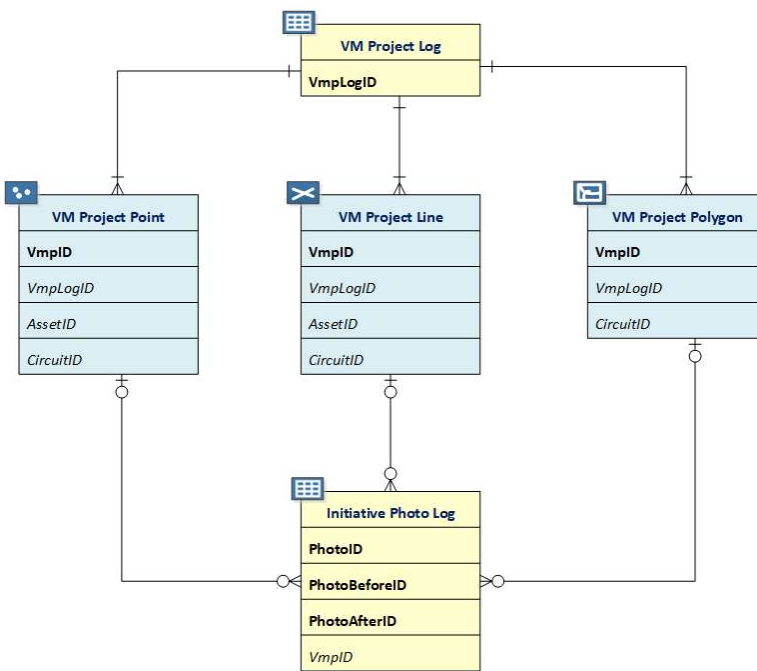 VM Project Log
VmpLogID
VM Project Point
VmpID
VmpLogID
AssetID
CircuitID
VM Project Line
VmpID
VmpLogID
AssetID
CircuitID
VM Project Polygon
VmpID
VmpLogID
CircuitID
Initiative Photo Log
PhotoID
PhotoBeforeID
PhotoAfterID
VmpID